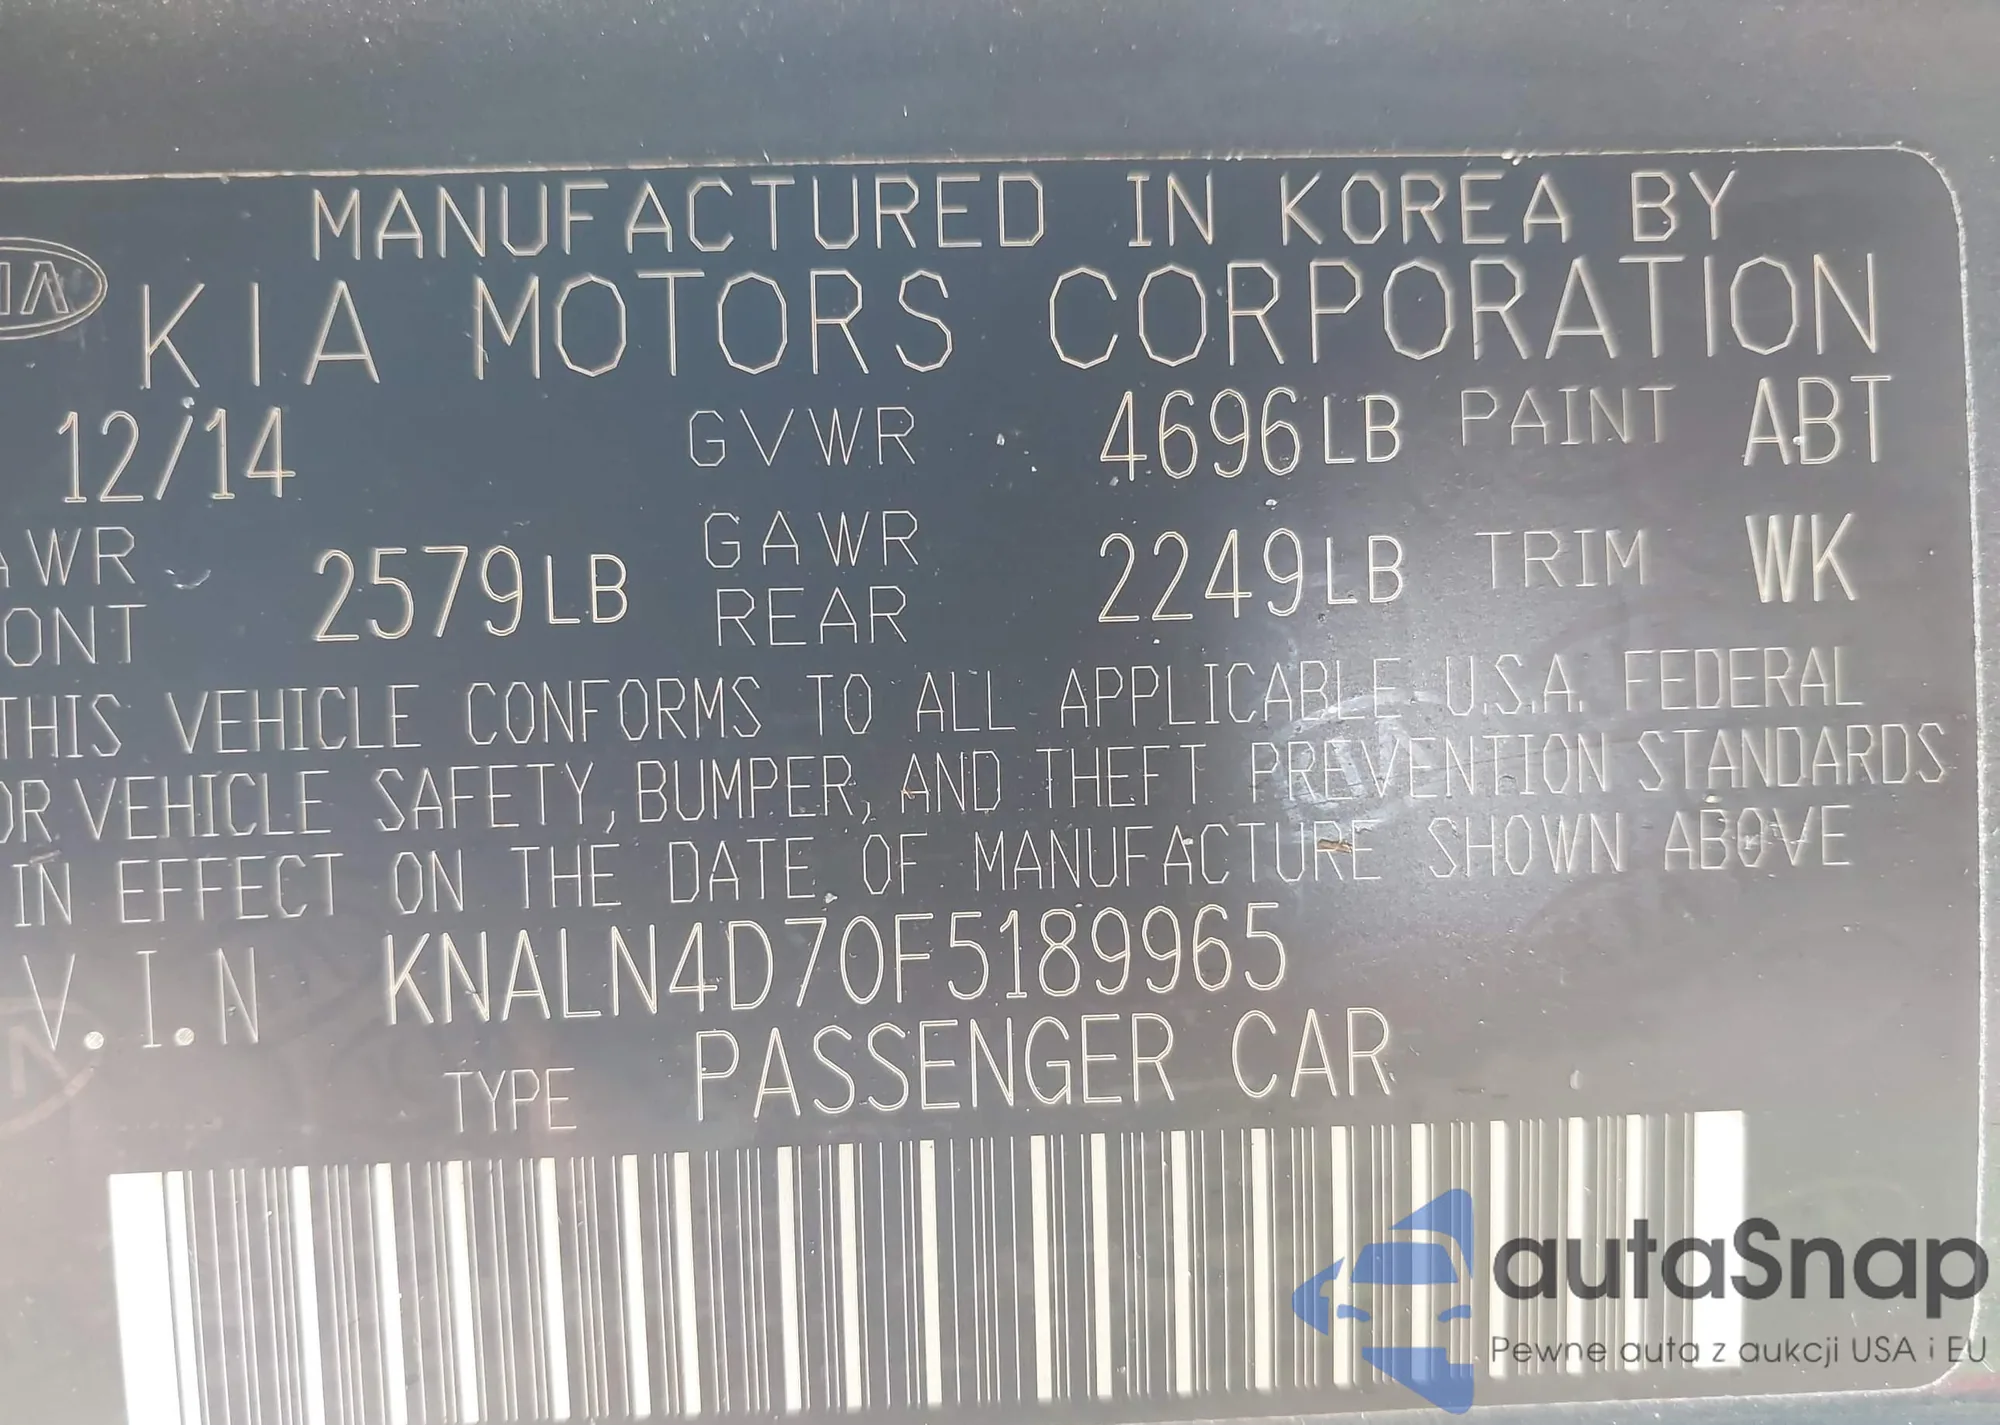 MANUFACTURED IN KOREA BY
KIA MOTORS CORPORATION
12/14 GVWR 4696LB PAINT ABT
AWR ONT 2579LB GAWR REAR 2249LB TRIM WK
THIS VEHICLE CONFORMS TO ALL APPLICABLE U.S.A. FEDERAL
OR VEHICLE SAFETY, BUMPER, AND THEFT PREVENTION STANDARDS
IN EFFECT ON THE DATE OF MANUFACTURE SHOWN ABOVE
V.I.N KNALN4D70F5189965
TYPE PASSENGER CAR
autaSnap
Pewne auta z aukcji USA i EU